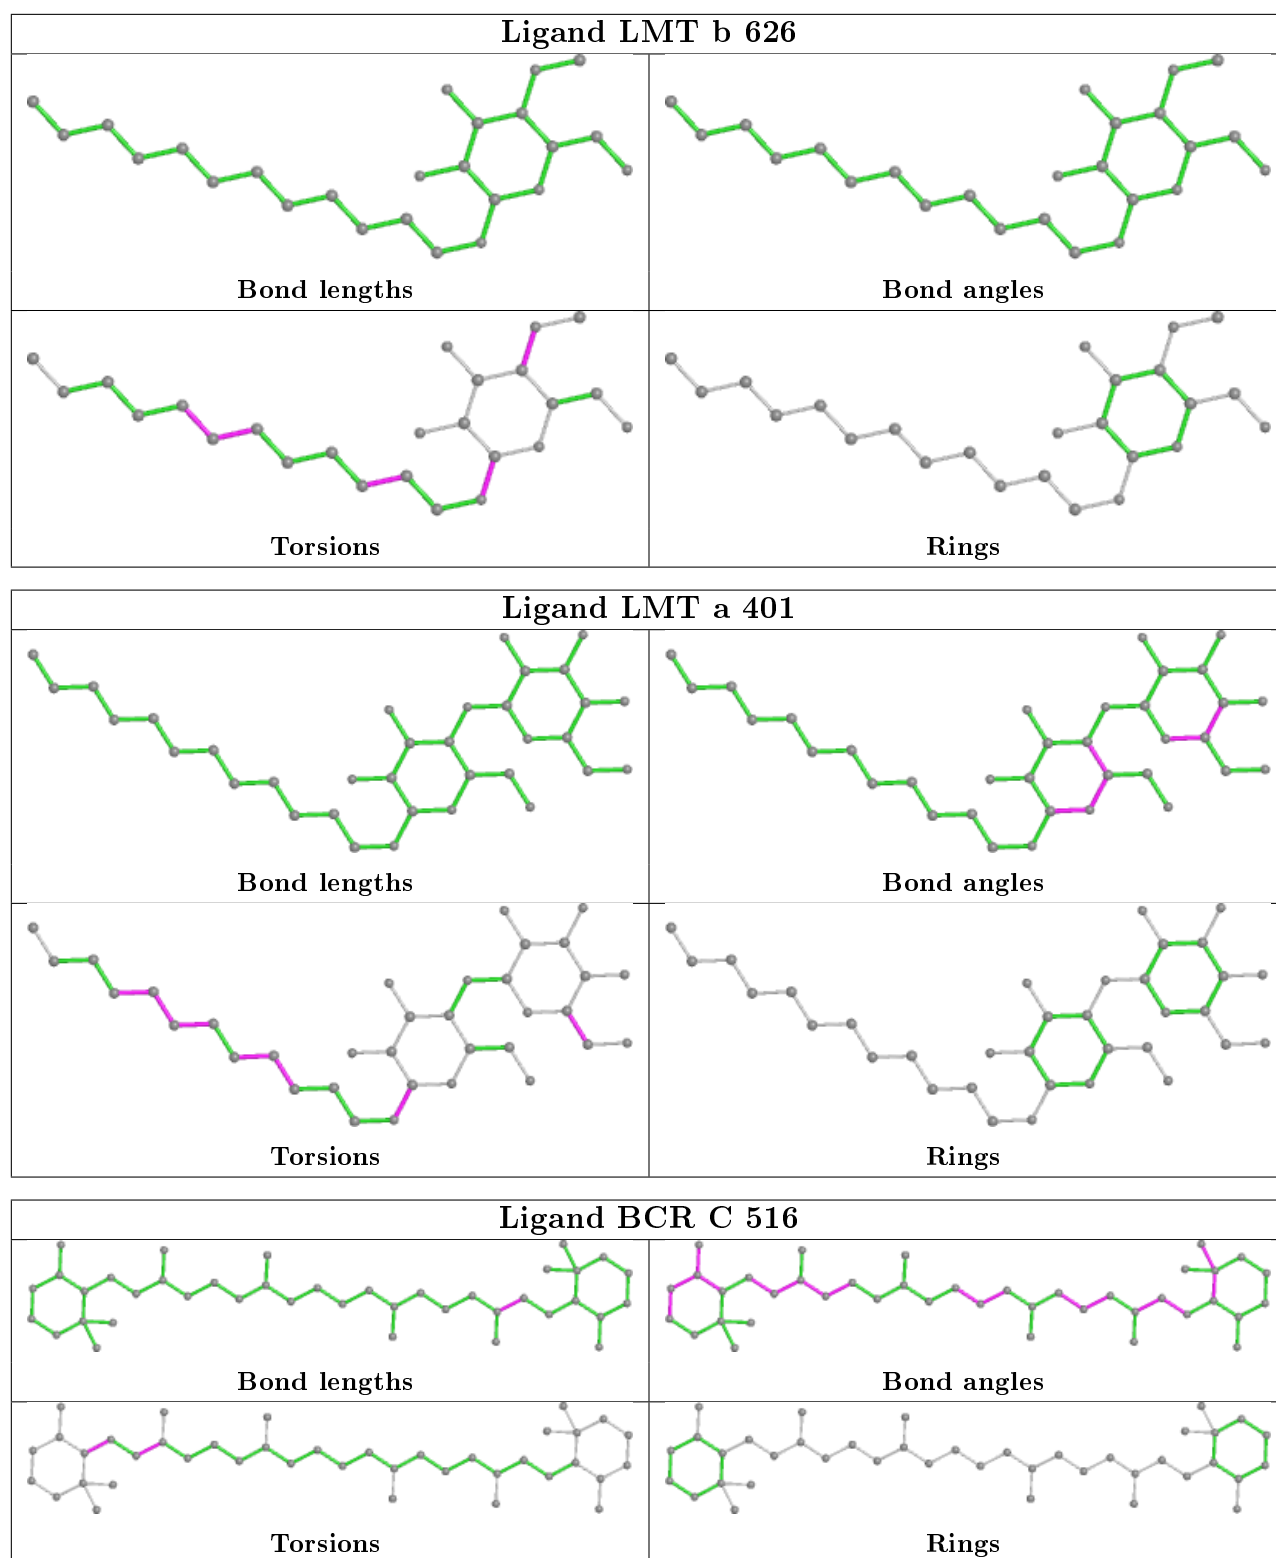 Ligand LMT b 626
Bond lengths
Bond angles
Torsions
Rings
Ligand LMT a 401
Bond lengths
Bond angles
Torsions
Rings
Ligand BCR C 516
Bond lengths
Bond angles
Torsions
Rings